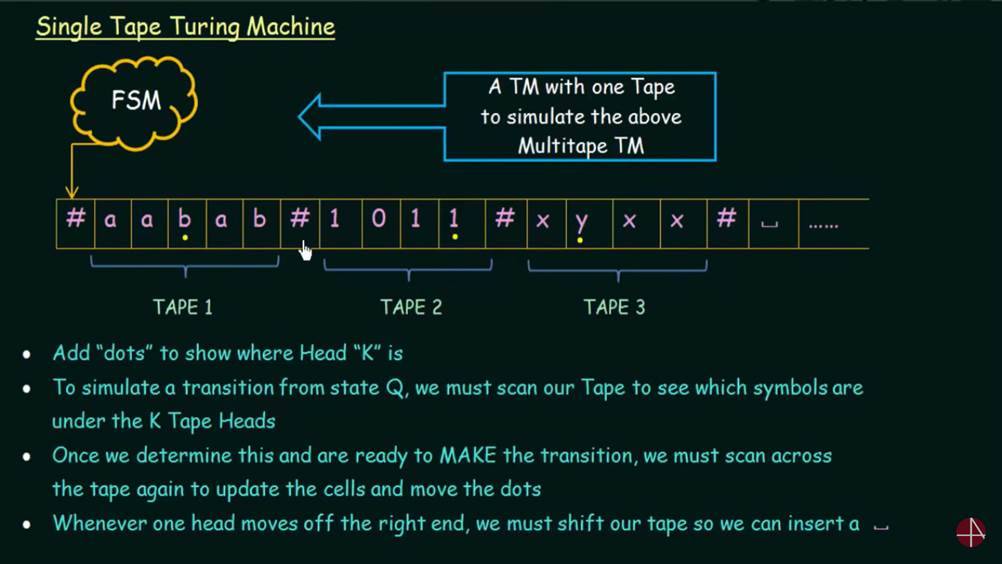 Single Tape Turing Machine
FSM
A TM with one Tape
to simulate the above
Multitape TM
# a a b a b # 1 0 1 1 # x y x x # ⎵ ......
TAPE 1 TAPE 2 TAPE 3
• Add “dots” to show where Head “K” is
• To simulate a transition from state Q, we must scan our Tape to see which symbols are
under the K Tape Heads
• Once we determine this and are ready to MAKE the transition, we must scan across
the tape again to update the cells and move the dots
• Whenever one head moves off the right end, we must shift our tape so we can insert a ⎵